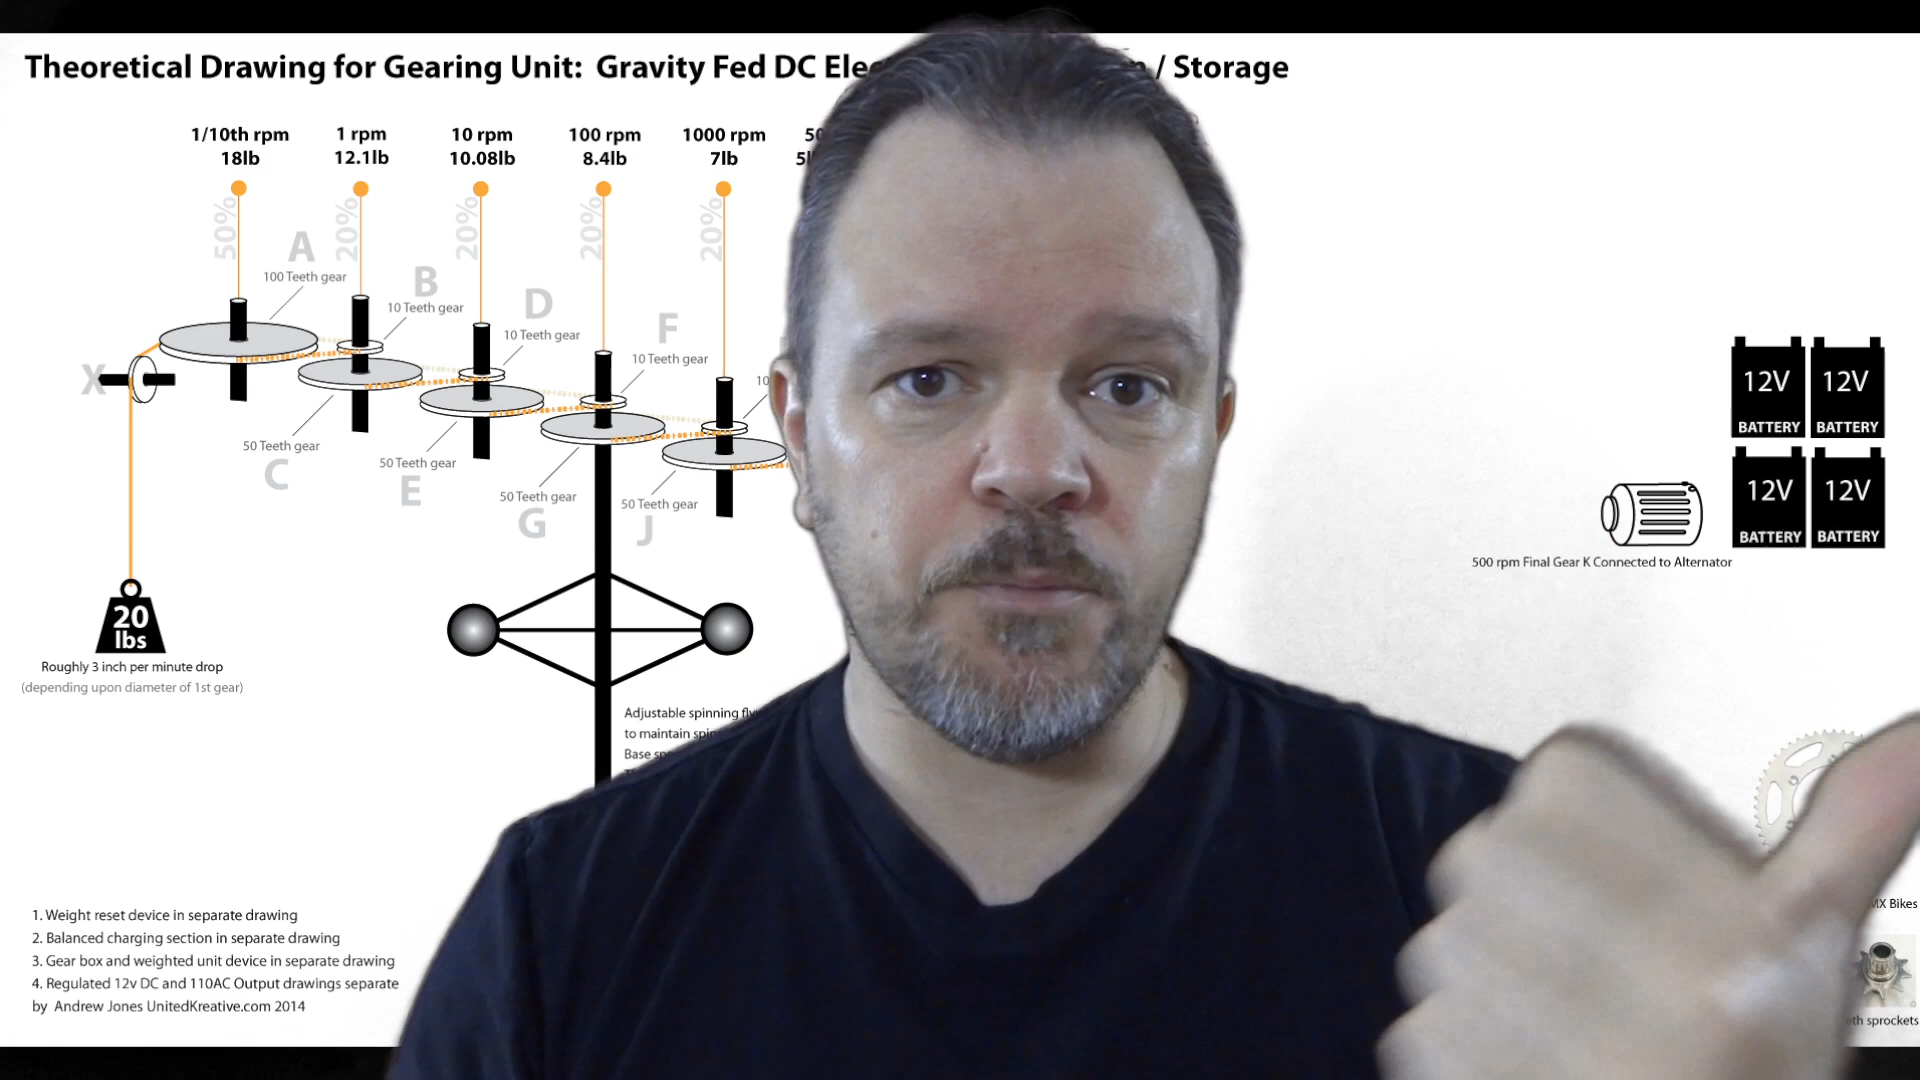 Theoretical Drawing for Gearing Unit: Gravity Fed DC / Storage
1/10th rpm 1 rpm 10 rpm 100 rpm 1000 rpm 50
18lb 12.1lb 10.08lb 8.4lb 7lb
50% 20% 20% 20% 20%
A
100 Teeth gear
B
10 Teeth gear
D
10 Teeth gear
F
10 Teeth gear
10
X
50 Teeth gear
C
50 Teeth gear
E
50 Teeth gear
G
50 Teeth gear
J
12V 12V
BATTERY BATTERY
12V 12V
BATTERY BATTERY
500 rpm Final Gear K Connected to Alternator
20
lbs
Roughly 3 inch per minute drop
(depending upon diameter of 1st gear)
Adjustable spinning
to maintain
Base
MX Bikes
sprockets
1. Weight reset device in separate drawing
2. Balanced charging section in separate drawing
3. Gear box and weighted unit device in separate drawing
4. Regulated 12v DC and 110AC Output drawings separate
by Andrew Jones UnitedKreative.com 2014